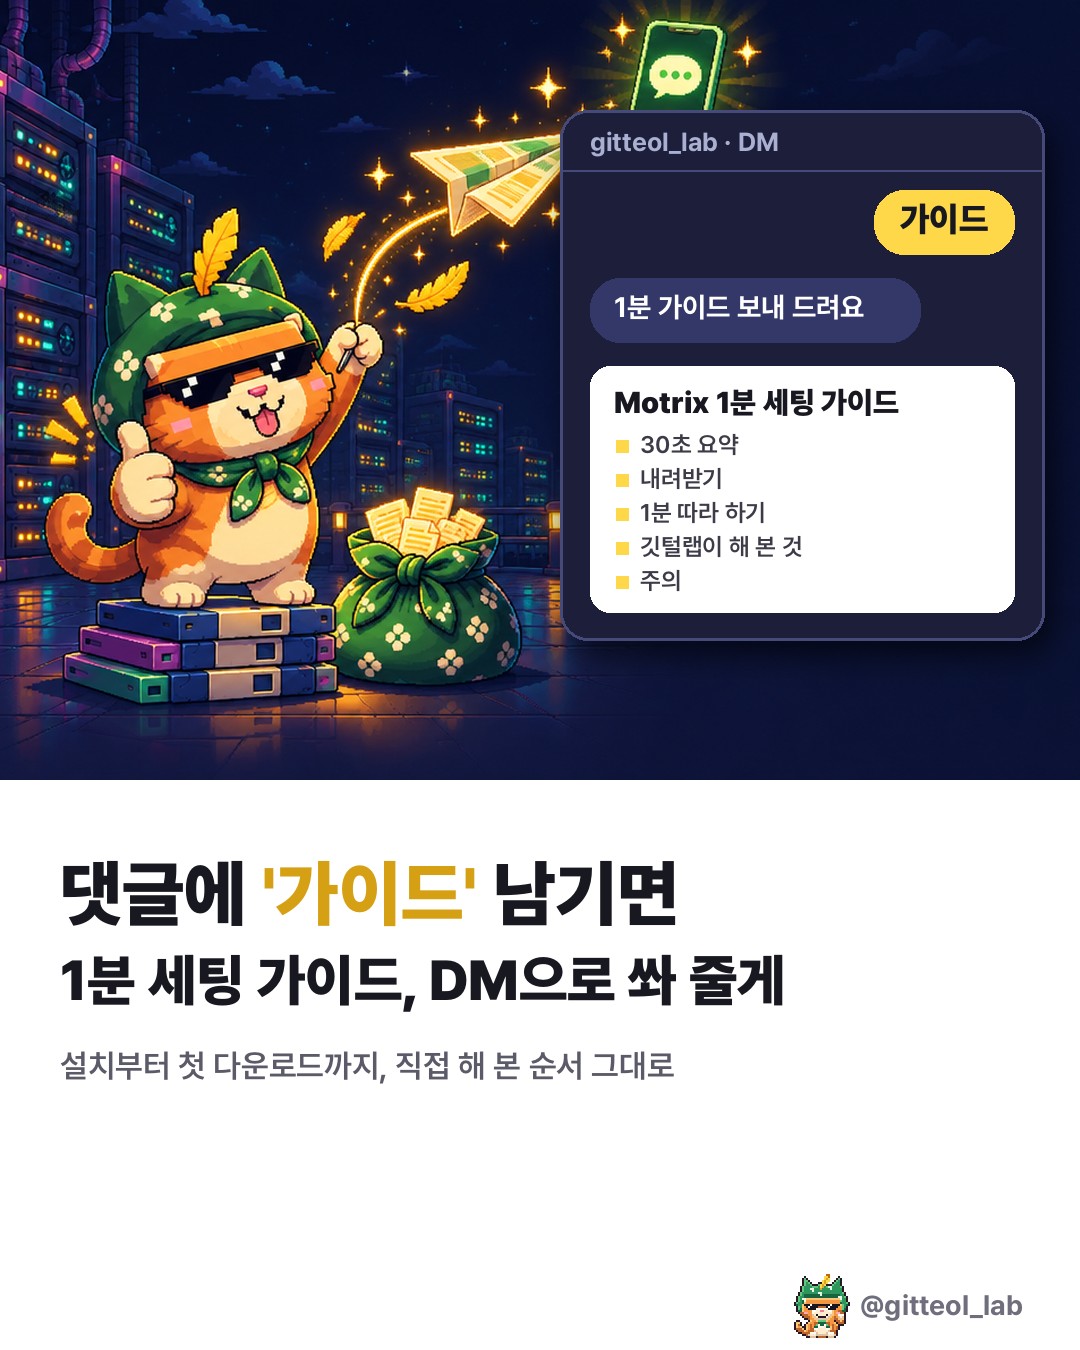 gitteol_lab · DM
가이드
1분 가이드 보내 드려요
Motrix 1분 세팅 가이드
30초 요약
내려받기
1분 따라 하기
깃털랩이 해 본 것
주의
댓글에 '가이드' 남기면
1분 세팅 가이드, DM으로 쏴 줄게
설치부터 첫 다운로드까지, 직접 해 본 순서 그대로
@gitteol_lab